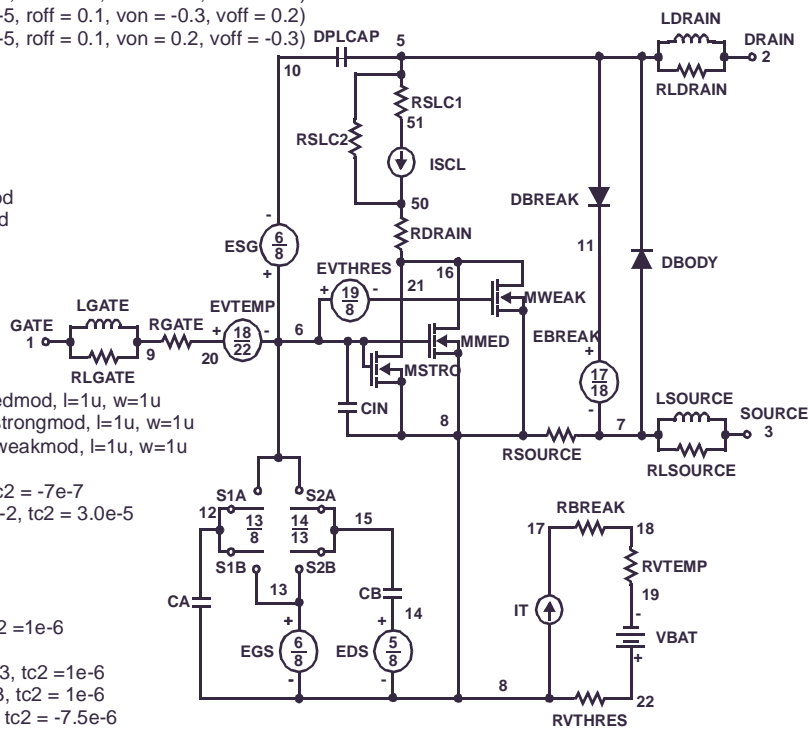 -5, roff = 0.1, von = -0.3, voff = 0.2)
-5, roff = 0.1, von = 0.2, voff = -0.3)
DPLCAP
5
10
LDRAIN
DRAIN
2
RLDRAIN
RSLC1
51
RSLC2
ISCL
50
RDRAIN
DBREAK
11
DBODY
ESG
6
8
-
+
EVTHRES
+
19
8
-
21
16
MWEAK
LGATE
GATE
1
RLGATE
9
RGATE
20
EVTEMP
+
18
22
-
6
MMED
MSTRO
CIN
EBREAK
+
17
18
-
8
RSOURCE
7
LSOURCE
SOURCE
3
RLSOURCE
d
edmod, l=1u, w=1u
strongmod, l=1u, w=1u
weakmod, l=1u, w=1u
c2 = -7e-7
-2, tc2 = 3.0e-5
2 =1e-6
3, tc2 =1e-6
3, tc2 = 1e-6
tc2 = -7.5e-6
S1A
S2A
12
13
8
14
13
15
S1B
S2B
13
CA
CB
14
+
EGS
6
8
-
+
EDS
5
8
-
8
RBREAK
17
18
RVTEMP
19
IT
-
VBAT
+
22
RVTHRES